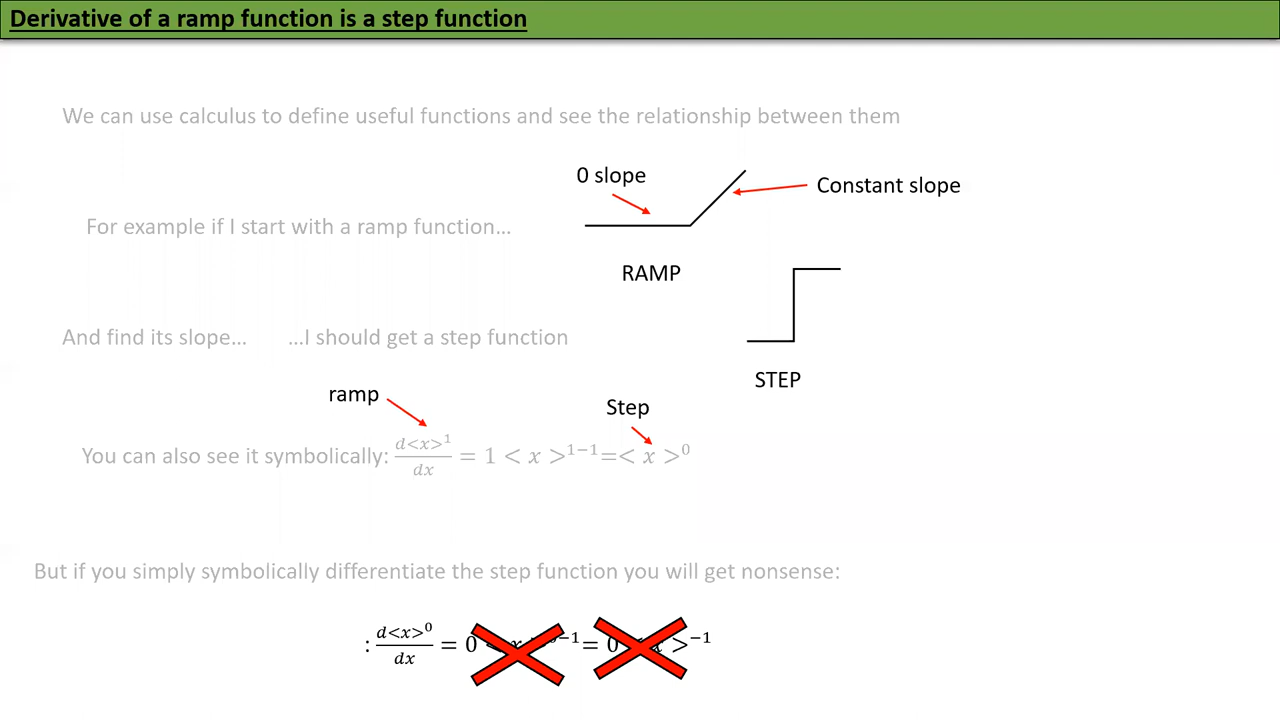 Derivative of a ramp function is a step function
We can use calculus to define useful functions and see the relationship between them
0 slope
Constant slope
For example if I start with a ramp function…
RAMP
And find its slope… …I should get a step function
STEP
ramp
Step
You can also see it symbolically: d<x>¹/dx = 1 < x >¹⁻¹=< x >⁰
But if you simply symbolically differentiate the step function you will get nonsense:
: d<x>⁰/dx = 0 < x ⁻¹ = 0 < x >⁻¹